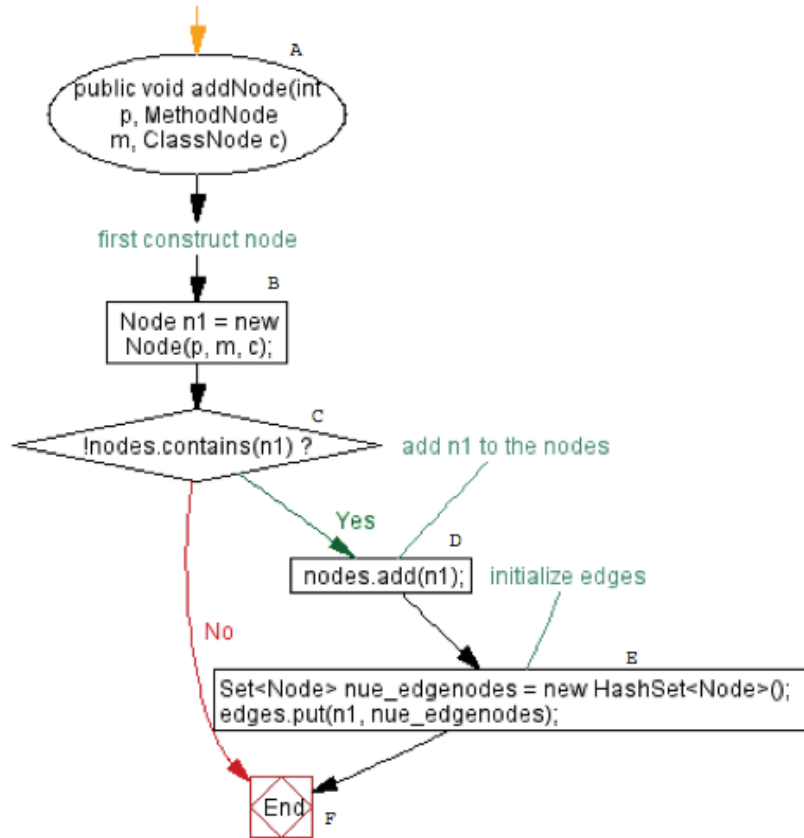 A
public void addNode(int
p, MethodNode
m, ClassNode c)
first construct node
B
Node n1 = new
Node(p, m, c);
C
!nodes.contains(n1) ?
add n1 to the nodes
Yes
D
nodes.add(n1);
initialize edges
No
E
Set<Node> nue_edgenodes = new HashSet<Node>();
edges.put(n1, nue_edgenodes);
End
F